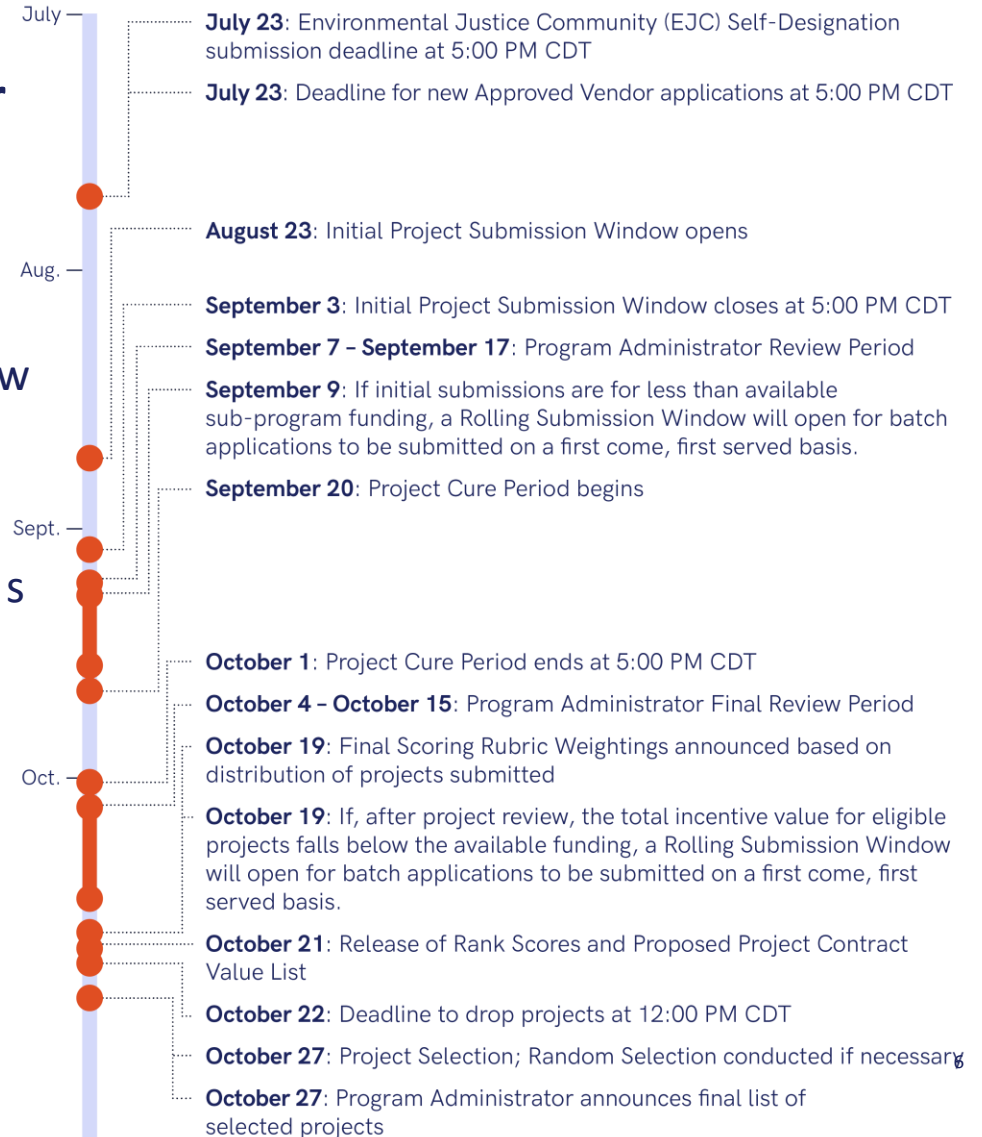 July
July 23: Environmental Justice Community (EJC) Self-Designation
submission deadline at 5:00 PM CDT
July 23: Deadline for new Approved Vendor applications at 5:00 PM CDT
August 23: Initial Project Submission Window opens
Aug.
September 3: Initial Project Submission Window closes at 5:00 PM CDT
September 7 – September 17: Program Administrator Review Period
w
September 9: If initial submissions are for less than available
sub-program funding, a Rolling Submission Window will open for batch
applications to be submitted on a first come, first served basis.
September 20: Project Cure Period begins
Sept.
s
October 1: Project Cure Period ends at 5:00 PM CDT
October 4 – October 15: Program Administrator Final Review Period
October 19: Final Scoring Rubric Weightings announced based on
distribution of projects submitted
Oct.
October 19: If, after project review, the total incentive value for eligible
projects falls below the available funding, a Rolling Submission Window
will open for batch applications to be submitted on a first come, first
served basis.
October 21: Release of Rank Scores and Proposed Project Contract
Value List
October 22: Deadline to drop projects at 12:00 PM CDT
October 27: Project Selection; Random Selection conducted if necessary
6
October 27: Program Administrator announces final list of
selected projects